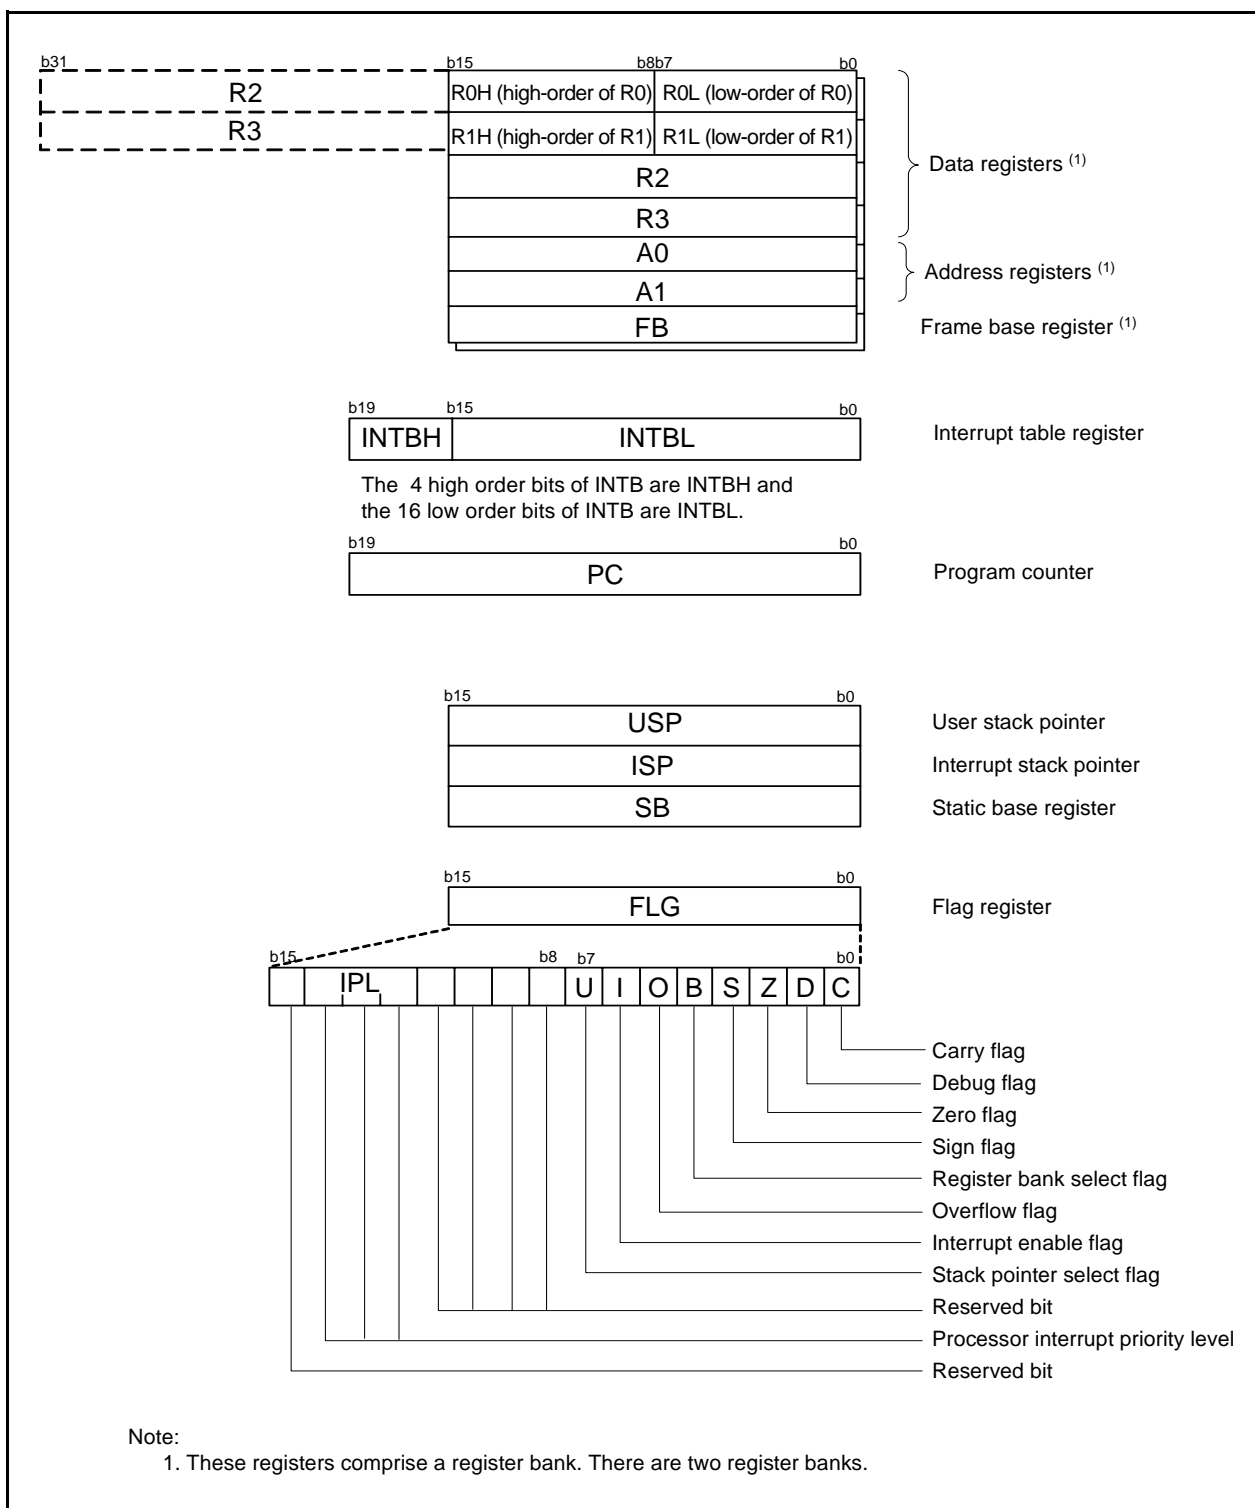 b31 b15 b8b7 b0
R2 R0H (high-order of R0) R0L (low-order of R0)
R3 R1H (high-order of R1) R1L (low-order of R1)
Data registers (1)
R2
R3
A0
Address registers (1)
A1
FB Frame base register (1)
b19 b15 b0
INTBH INTBL Interrupt table register
The 4 high order bits of INTB are INTBH and
the 16 low order bits of INTB are INTBL.
b19 b0
PC Program counter
b15 b0
USP User stack pointer
ISP Interrupt stack pointer
SB Static base register
b15 b0
FLG Flag register
b15 b8 b7 b0
IPL U I O B S Z D C
Carry flag
Debug flag
Zero flag
Sign flag
Register bank select flag
Overflow flag
Interrupt enable flag
Stack pointer select flag
Reserved bit
Processor interrupt priority level
Reserved bit
Note:
1. These registers comprise a register bank. There are two register banks.